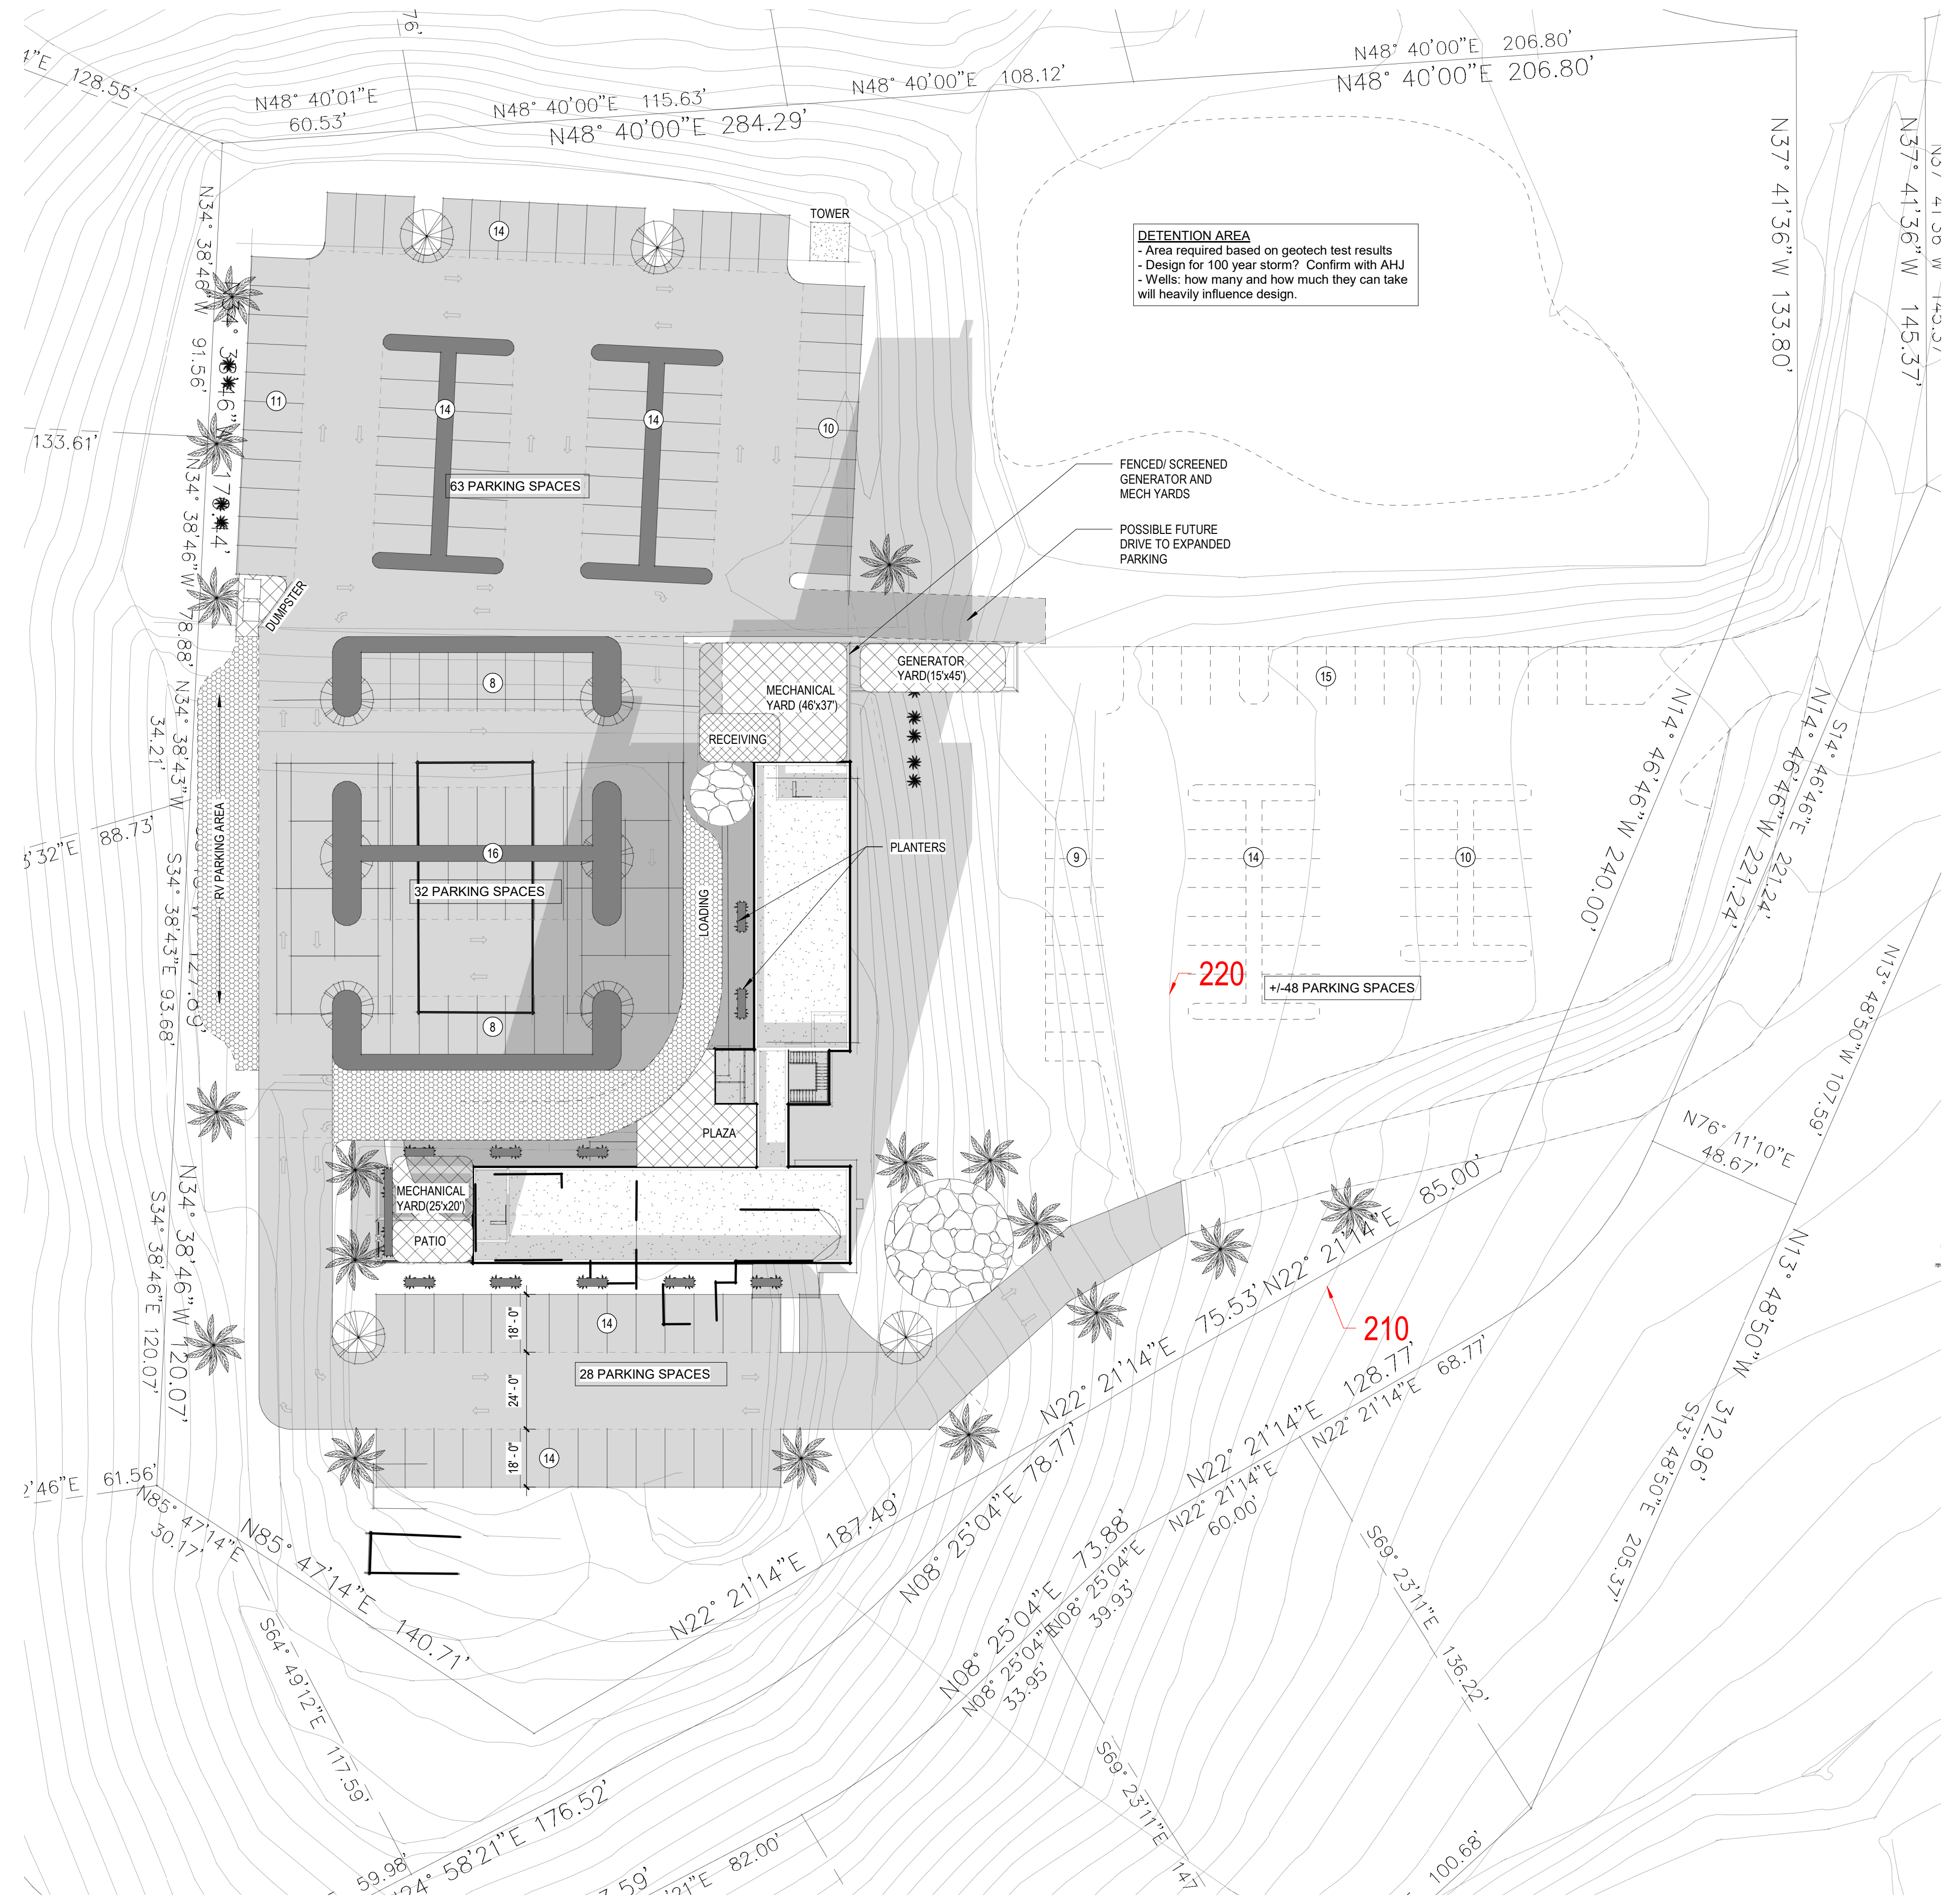 76'
N48° 40'00"E 206.80'
N48° 40'00"E 206.80'
128.55'
N48° 40'01"E
60.53'
N48° 40'00"E 115.63'
N48° 40'00"E 108.12'
N48° 40'00"E 284.29'
N37° 41'36"W 133.80'
N37° 41'36"W 145.37'
N34° 38'46"W 91.56'
TOWER
14
DETENTION AREA
- Area required based on geotech test results
- Design for 100 year storm? Confirm with AHJ
- Wells: how many and how much they can take
will heavily influence design.
11
14
14
10
133.61'
63 PARKING SPACES
FENCED/ SCREENED
GENERATOR AND
MECH YARDS
POSSIBLE FUTURE
DRIVE TO EXPANDED
PARKING
N34° 38'46"W 78.88'
DUMPSTER
8
GENERATOR
YARD(15'x45')
MECHANICAL
YARD (46'x37')
RECEIVING
15
N34° 38'43"W
34.21'
N14° 46'46"W 240.00'
N14° 46'46"W 221.24'
S14° 46'46"E 221.24'
88.73'
RV PARKING AREA
16
32 PARKING SPACES
LOADING
PLANTERS
9
14
10
S34° 38'43"E 93.68'
220
+/-48 PARKING SPACES
8
N13° 48'50"W 107.59'
PLAZA
N76° 11'10"E
48.67'
MECHANICAL
YARD(25'x20')
PATIO
S34° 38'46"E 120.07'
N34° 38'46"W 120.07'
N22° 21'14"E 85.00'
N22° 21'14"E 75.53'
210
18' - 0"
14
28 PARKING SPACES
24' - 0"
18' - 0"
14
N13° 48'50"W 312.96'
S13° 48'50"E 205.37'
N22° 21'14"E 128.77'
N22° 21'14"E 68.77'
N22° 21'14"E
60.00'
61.56'
N85° 47'14"E
30.17'
N85° 47'14"E 140.71'
N22° 21'14"E 187.49'
N08° 25'04"E 78.77'
N08° 25'04"E 73.88'
N08° 25'04"E
39.93'
N08° 25'04"E
33.95'
S69° 23'11"E 136.22'
S64° 49'12"E 117.59'
S69° 23'11"E 147
24° 58'21"E 176.52'
59.98'
82.00'
100.68'